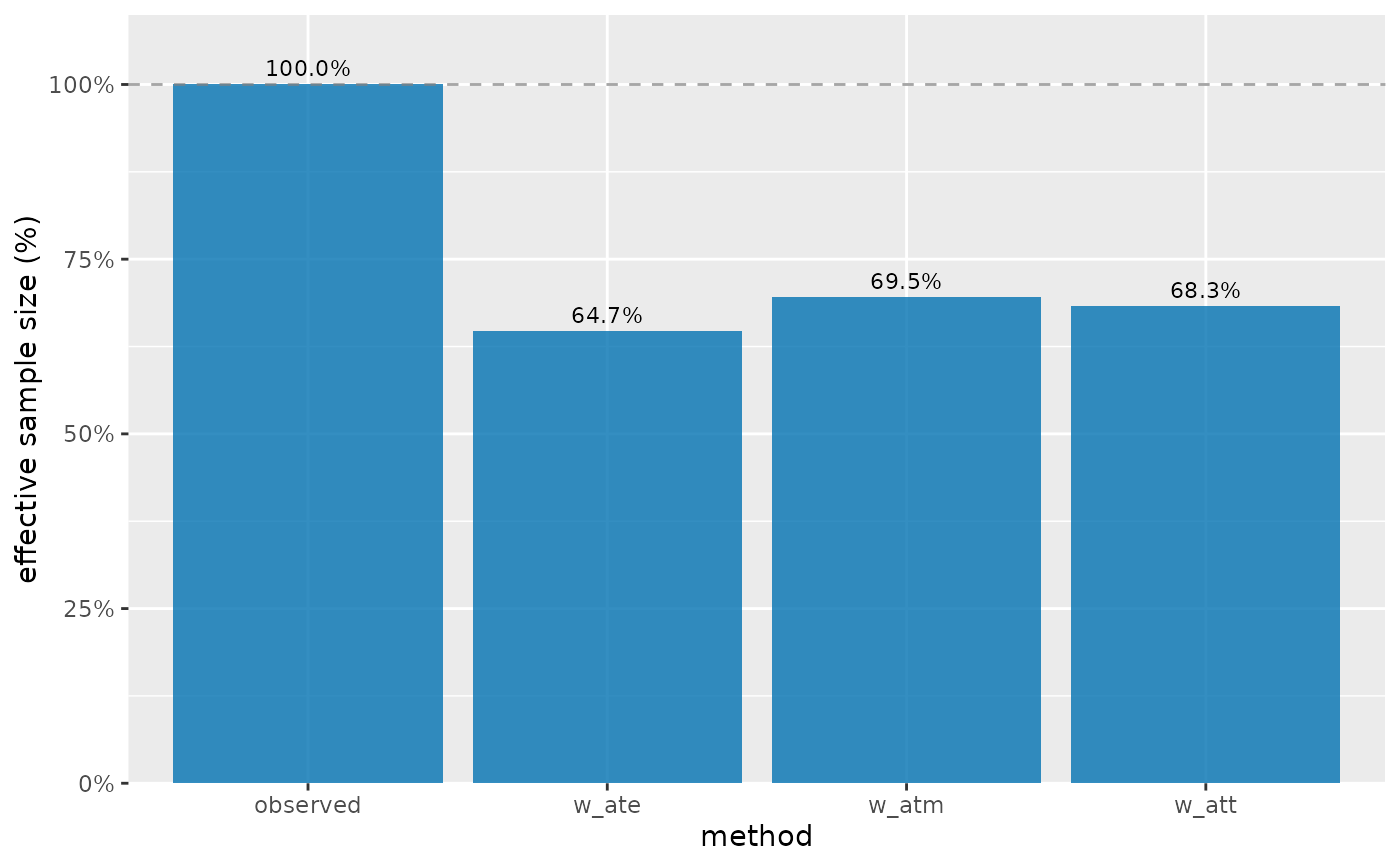 effective sample size (%)
100%
75%
50%
25%
0%
100.0%
64.7%
69.5%
68.3%
observed
w_ate
w_atm
w_att
method